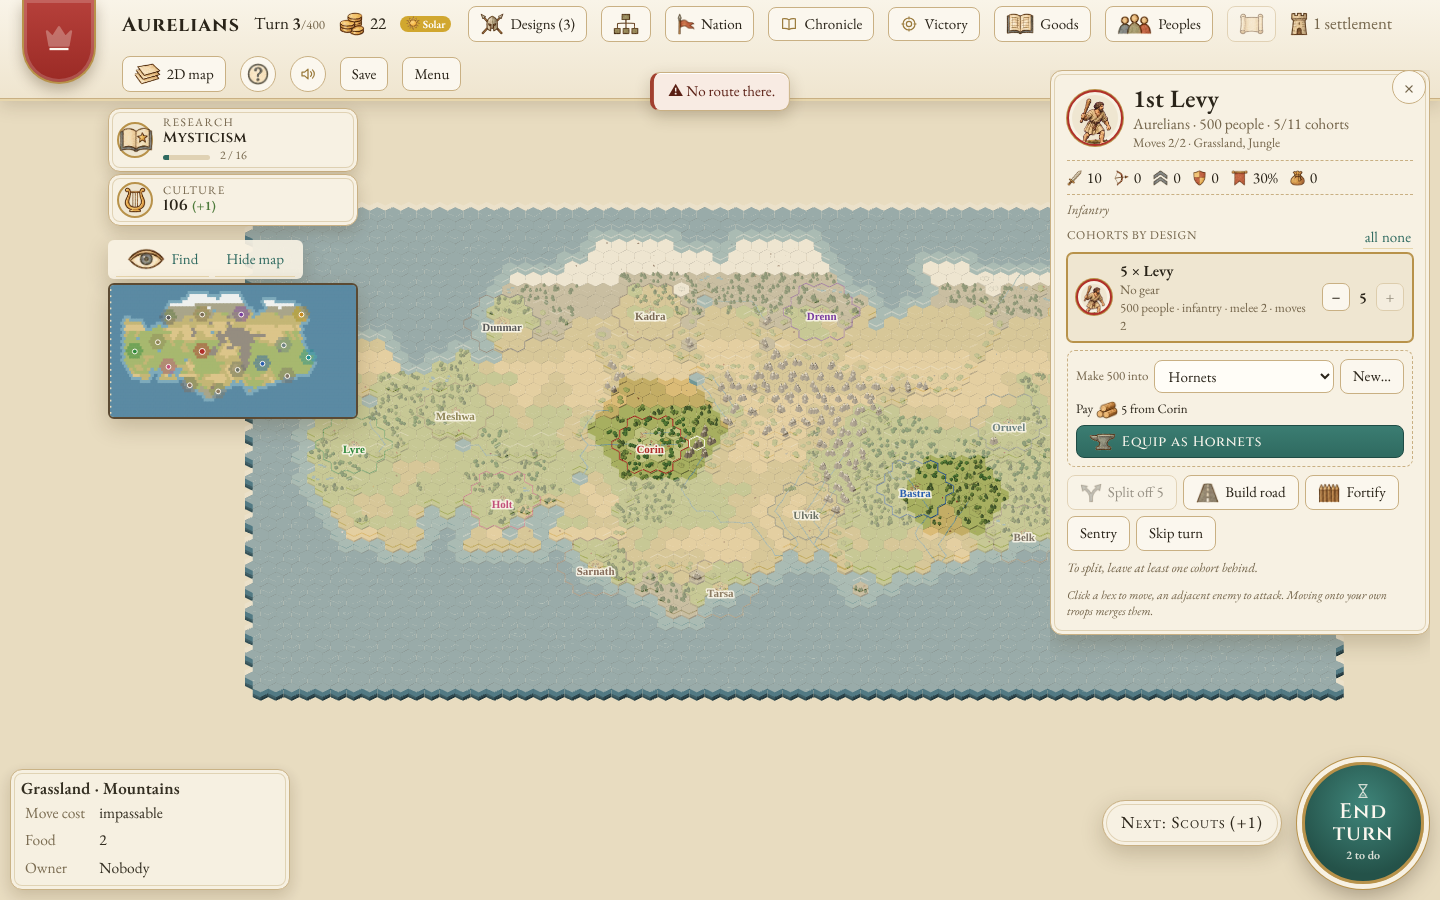 AURELIANS Turn 3/400 22 Solar Designs (3) Nation Chronicle Victory Goods Peoples 1 settlement
2D map ? Save Menu
No route there.
RESEARCH
MYSTICISM
2 / 16
CULTURE
106 (+1)
Find Hide map
Dunmar
Kadra
Drenn
Meshwa
Lyre
Corin
Oruvel
Holt
Bastra
Ulvik
Belk
Sarnath
Tarsa
1st Levy ×
Aurelians · 500 people · 5/11 cohorts
Moves 2/2 · Grassland, Jungle
10 0 0 0 30% 0
Infantry
COHORTS BY DESIGN all none
5 × Levy
No gear
500 people · infantry · melee 2 · moves
2
− 5 +
Make 500 into Hornets New...
Pay 5 from Corin
EQUIP AS HORNETS
Split off 5 Build road Fortify
Sentry Skip turn
To split, leave at least one cohort behind.
Click a hex to move, an adjacent enemy to attack. Moving onto your own
troops merges them.
Grassland · Mountains
Move cost impassable
Food 2
Owner Nobody
NEXT: SCOUTS (+1)
END
TURN
2 to do